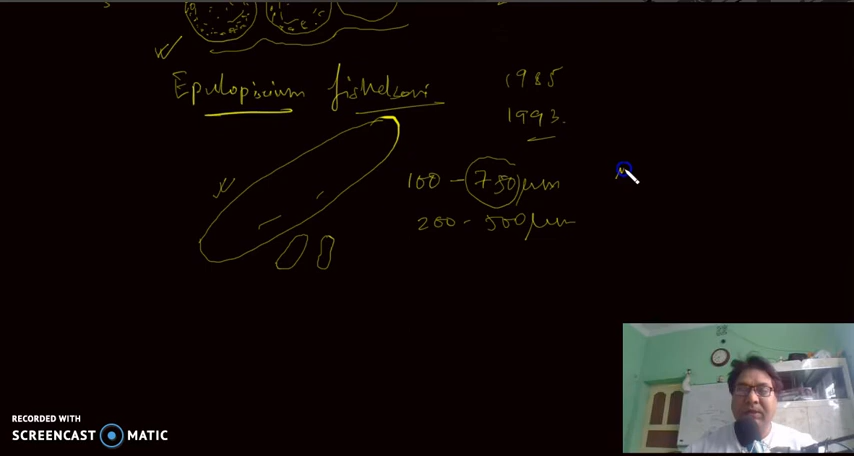 Epulopiscium fishelsoni
1985
1993.
100 - 750 µm
200 - 500 µm
RECORDED WITH
SCREENCAST MATIC